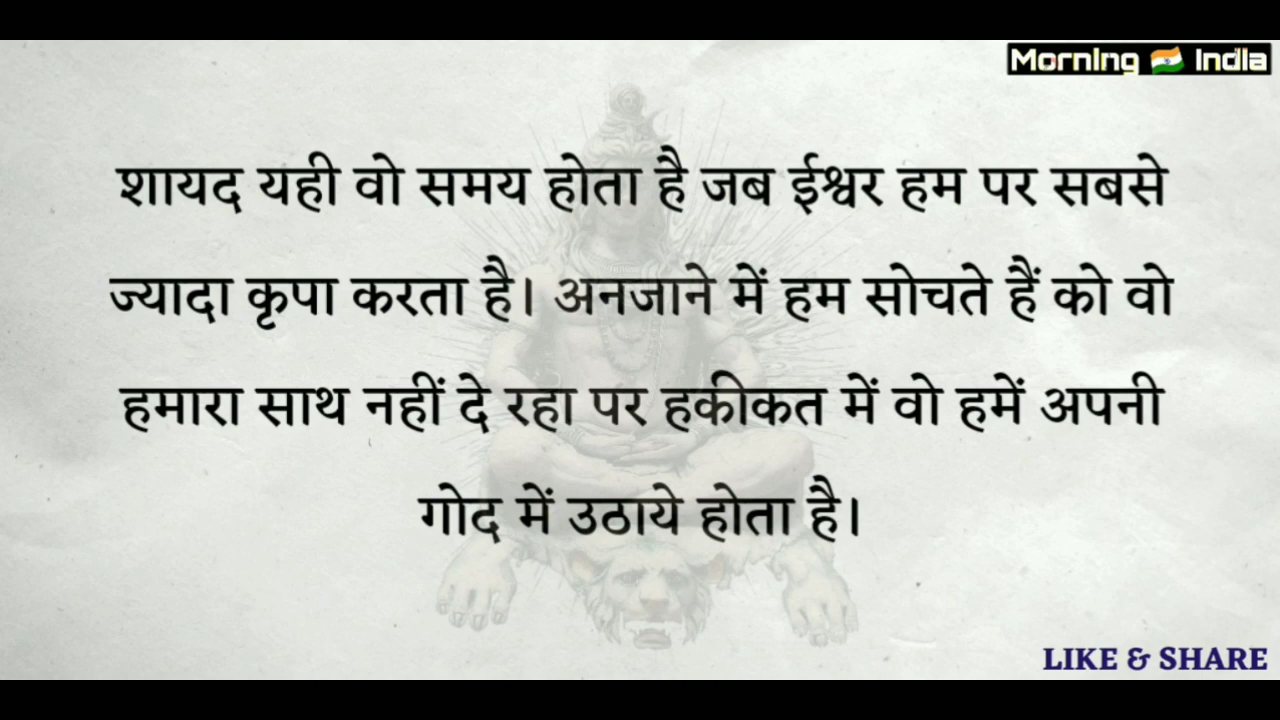 Morning 🇮🇳 India
शायद यही वो समय होता है जब ईश्वर हम पर सबसे
ज्यादा कृपा करता है। अनजाने में हम सोचते हैं को वो
हमारा साथ नहीं दे रहा पर हकीकत में वो हमें अपनी
गोद में उठाये होता है।
LIKE & SHARE